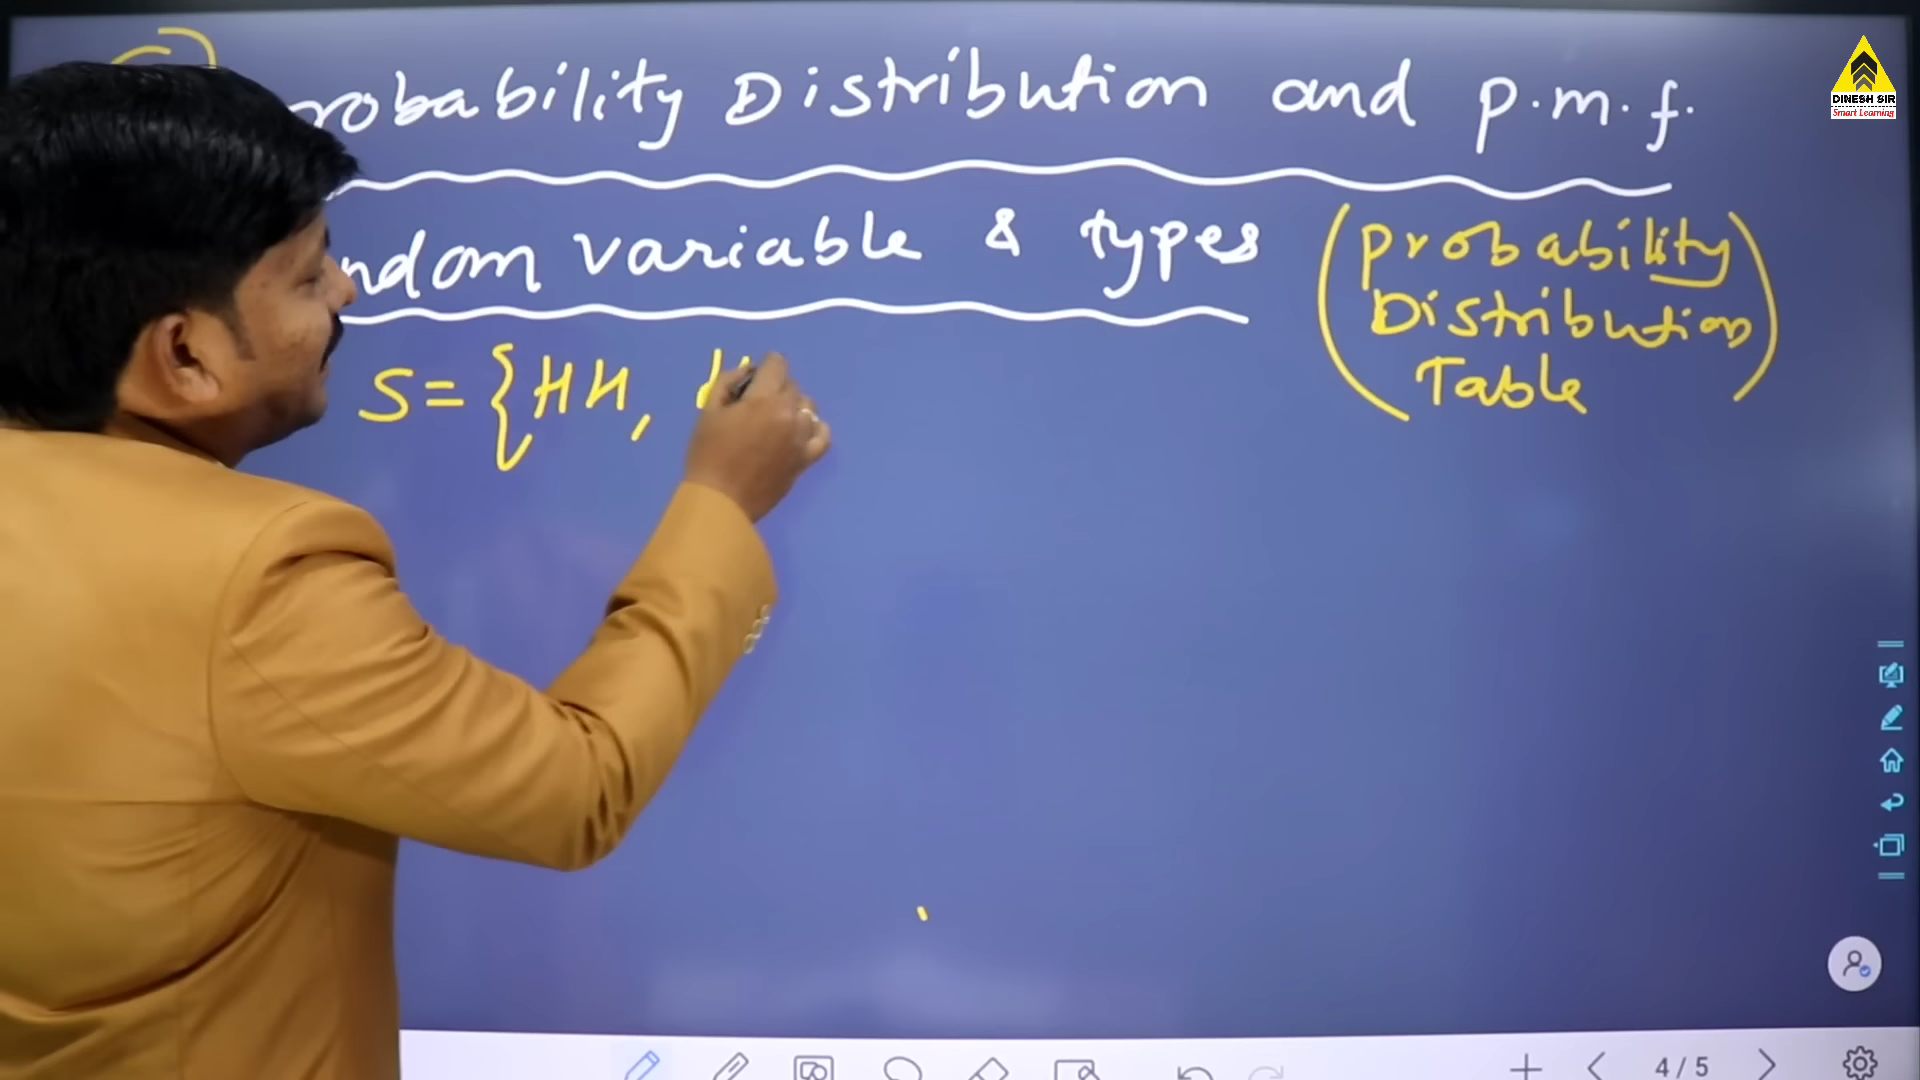 robability Distribution and p.m.f.
ndom variable & types
(Probability
Distribution
Table)
S = {HH, H
DINESH SIR
Smart Learning
4/5